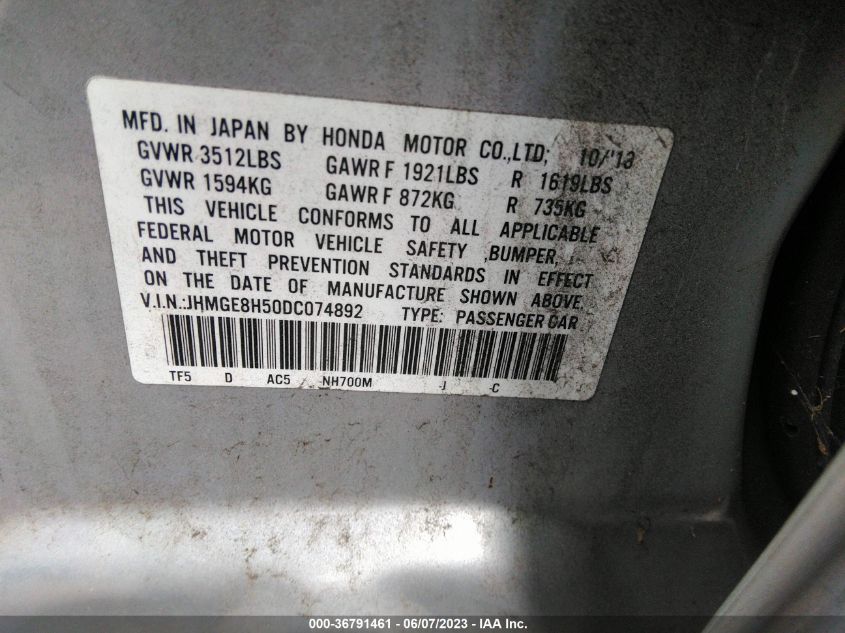 MFD. IN JAPAN BY HONDA MOTOR CO.,LTD; 10/'13
GVWR 3512LBS GAWR F 1921LBS R 1619LBS
GVWR 1594KG GAWR F 872KG R 735KG
THIS VEHICLE CONFORMS TO ALL APPLICABLE
FEDERAL MOTOR VEHICLE SAFETY ,BUMPER,
AND THEFT PREVENTION STANDARDS IN EFFECT
ON THE DATE OF MANUFACTURE SHOWN ABOVE.
V.I.N.:JHMGE8H50DC074892 TYPE: PASSENGER CAR
TF5 D AC5 NH700M -J -C
000-36791461 - 06/07/2023 - IAA Inc.